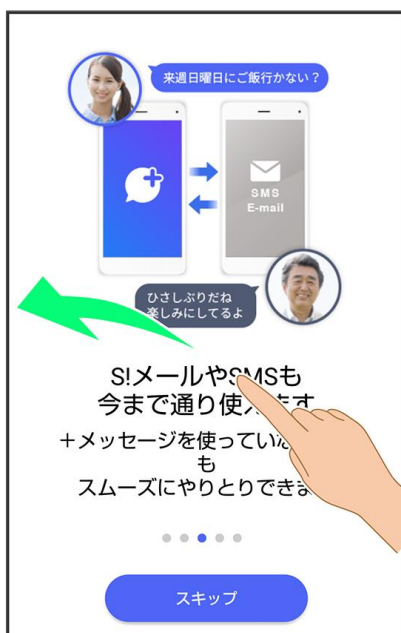 来週日曜日にご飯行かない？
SMS
E-mail
ひさしぶりだね
楽しみにしてるよ
S!メールやSMSも
今まで通り使えます
＋メッセージを使っていな
も
スムーズにやりとりできま
スキップ